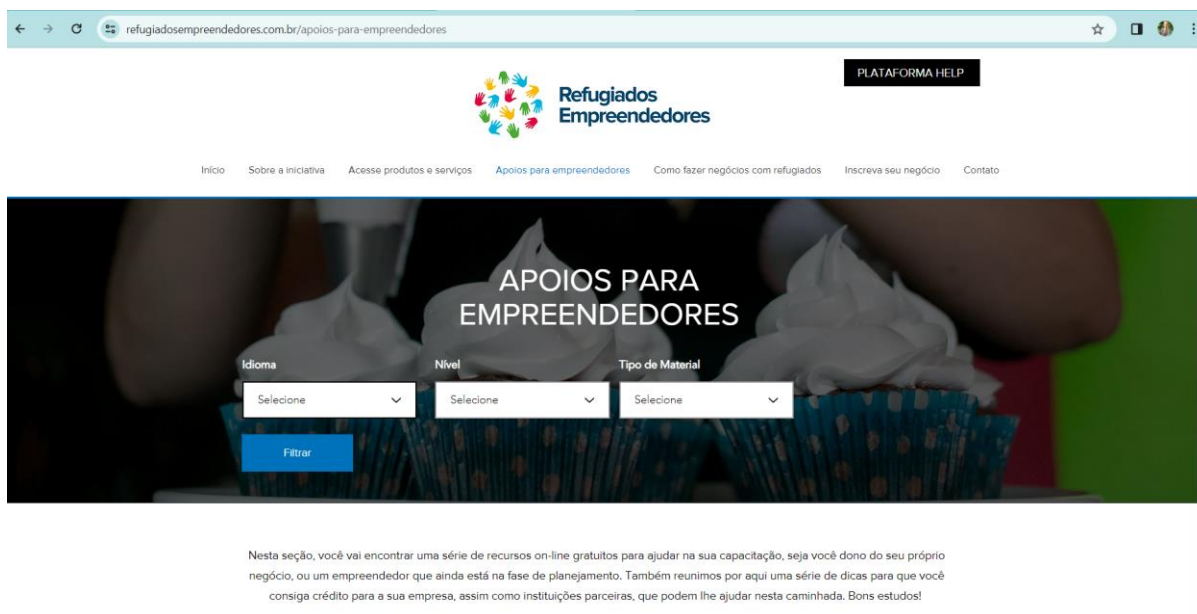 refugiadosempreendedores.com.br/apoios-para-empreendedores
PLATAFORMA HELP
Refugiados
Empreendedores
Início Sobre a iniciativa Acesse produtos e serviços Apoios para empreendedores Como fazer negócios com refugiados Inscreva seu negócio Contato
APOIOS PARA
EMPREENDEDORES
Idioma Nível Tipo de Material
Selecione Selecione Selecione
Filtrar
Nesta seção, você vai encontrar uma série de recursos on-line gratuitos para ajudar na sua capacitação, seja você dono do seu próprio
negócio, ou um empreendedor que ainda está na fase de planejamento. Também reunimos por aqui uma série de dicas para que você
consiga crédito para a sua empresa, assim como instituições parceiras, que podem lhe ajudar nesta caminhada. Bons estudos!